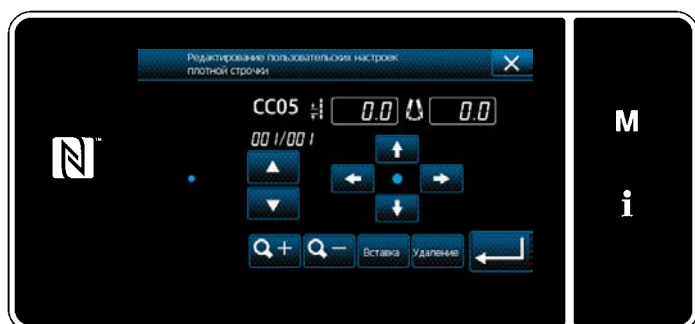 Редактирование пользовательских настроек
плотной строчки
CC05 0.0 0.0
001/001
M
i
Вставка Удаление